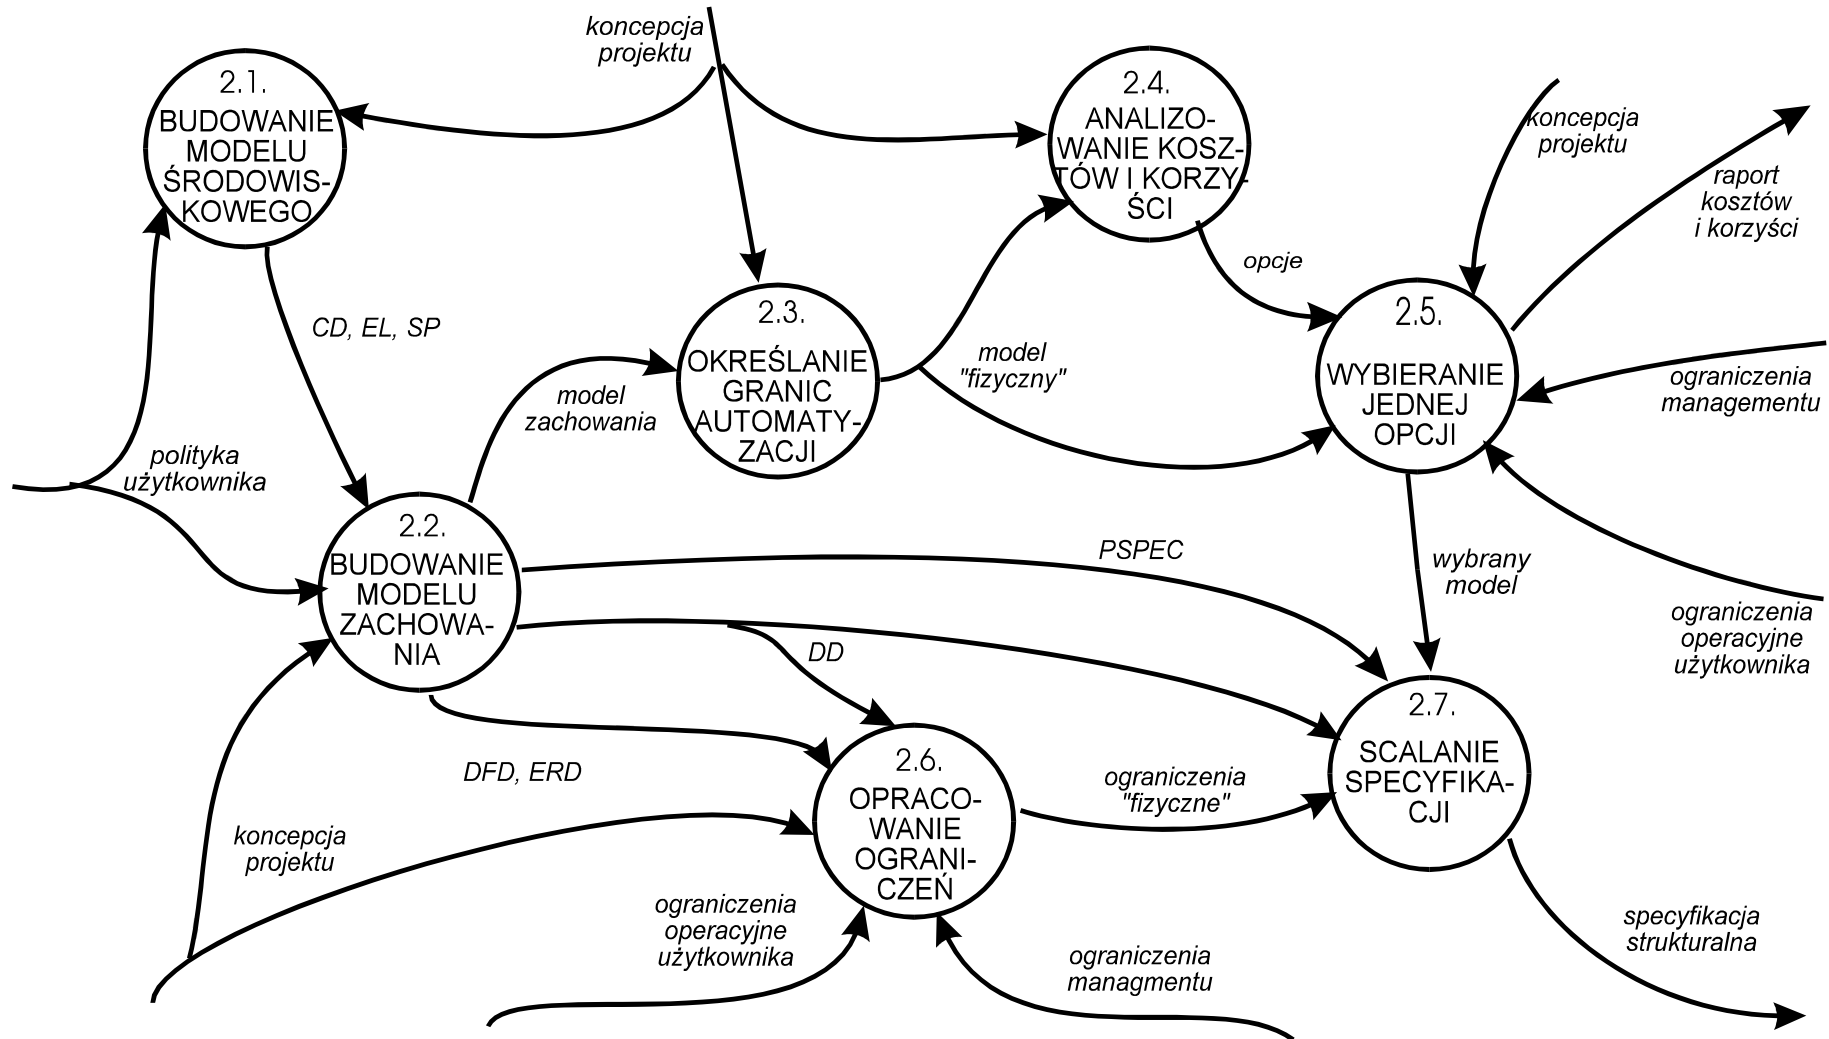 koncepcja
projektu
2.1.
BUDOWANIE
MODELU
ŚRODOWIS-
KOWEGO
2.4.
ANALIZO-
WANIE KOSZ-
TÓW I KORZY-
ŚCI
koncepcja
projektu
raport
kosztów
i korzyści
opcje
CD, EL, SP
2.3.
OKREŚLANIE
GRANIC
AUTOMATY-
ZACJI
model
"fizyczny"
2.5.
WYBIERANIE
JEDNEJ
OPCJI
ograniczenia
managementu
model
zachowania
polityka
użytkownika
2.2.
BUDOWANIE
MODELU
ZACHOWA-
NIA
PSPEC
wybrany
model
ograniczenia
operacyjne
użytkownika
DD
DFD, ERD
2.6.
OPRACO-
WANIE
OGRANI-
CZEŃ
ograniczenia
"fizyczne"
2.7.
SCALANIE
SPECYFIKA-
CJI
koncepcja
projektu
ograniczenia
operacyjne
użytkownika
ograniczenia
managmentu
specyfikacja
strukturalna